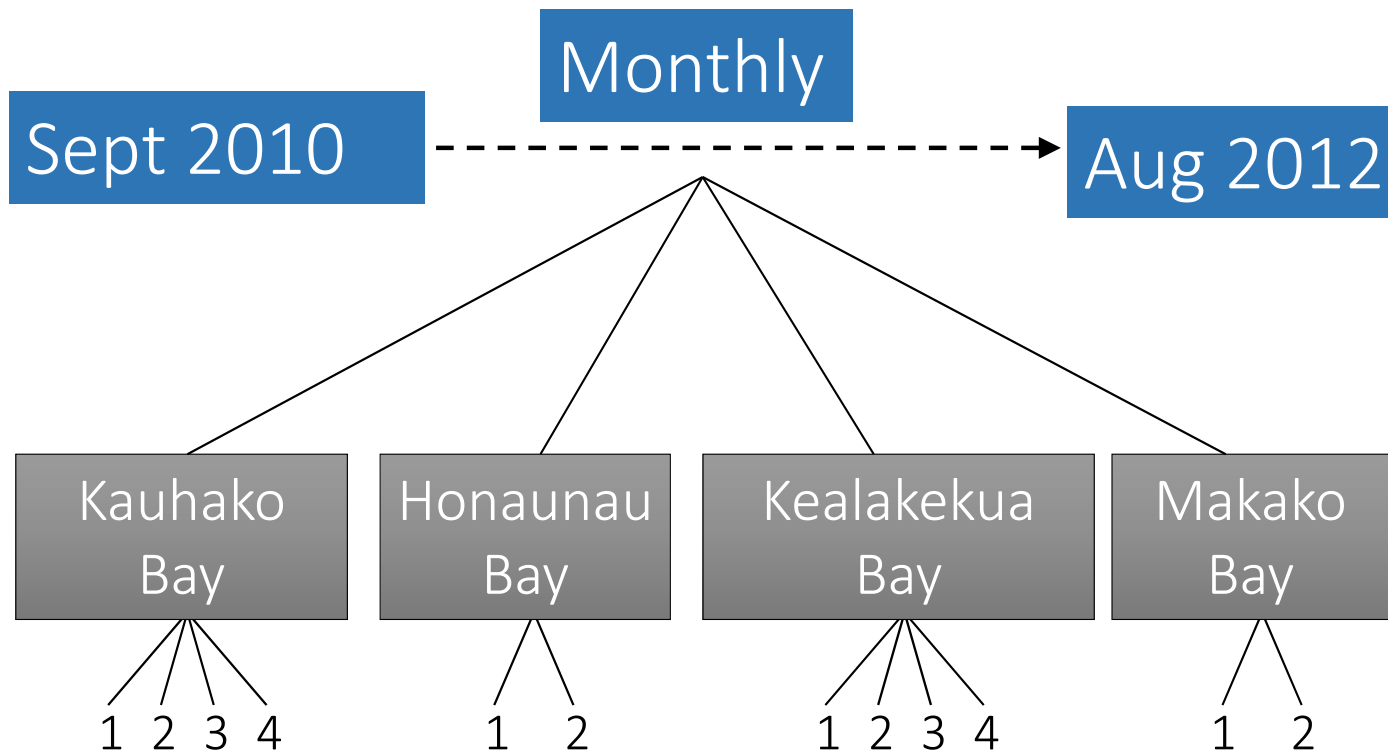 Monthly
Sept 2010
Aug 2012
Kauhako
Bay
Honaunau
Bay
Kealakekua
Bay
Makako
Bay
1 2 3 4
1 2
1 2 3 4
1 2